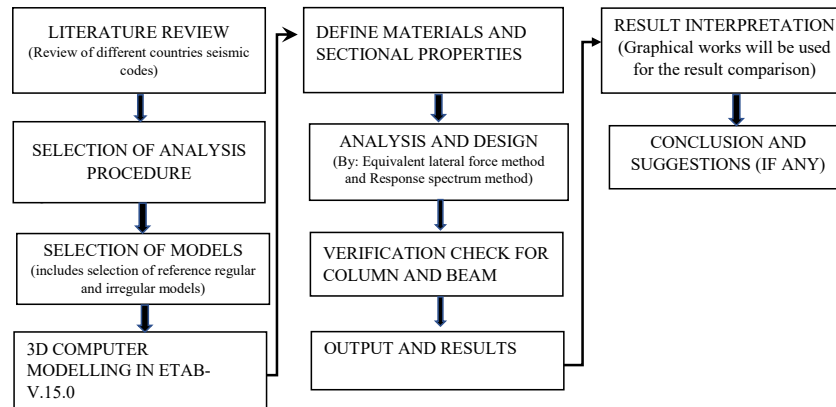 LITERATURE REVIEW
(Review of different countries seismic
codes)
SELECTION OF ANALYSIS
PROCEDURE
SELECTION OF MODELS
(includes selection of reference regular
and irregular models)
3D COMPUTER
MODELLING IN ETAB-
V.15.0
DEFINE MATERIALS AND
SECTIONAL PROPERTIES
ANALYSIS AND DESIGN
(By: Equivalent lateral force method
and Response spectrum method)
VERIFICATION CHECK FOR
COLUMN AND BEAM
OUTPUT AND RESULTS
RESULT INTERPRETATION
(Graphical works will be used
for the result comparison)
CONCLUSION AND
SUGGESTIONS (IF ANY)